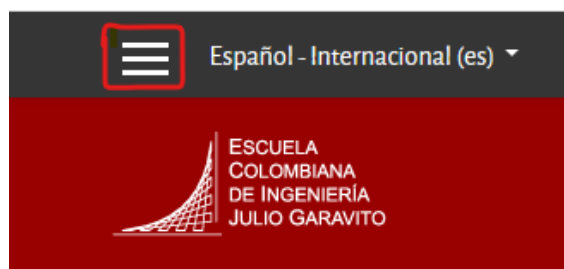 Español - Internacional (es)
ESCUELA
COLOMBIANA
DE INGENIERÍA
JULIO GARAVITO